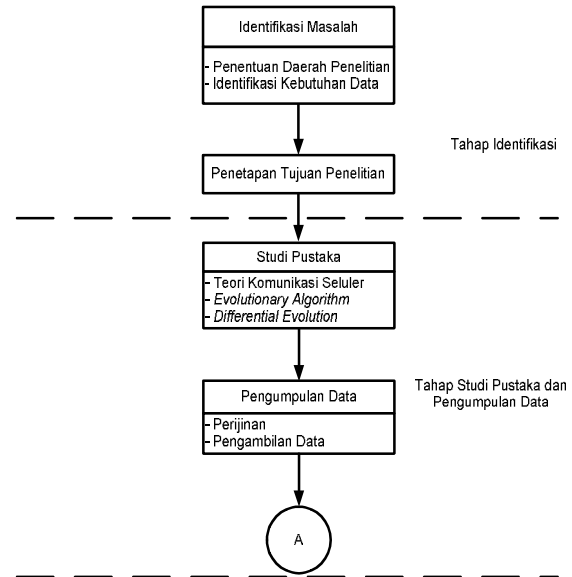 Identifikasi Masalah
- Penentuan Daerah Penelitian
- Identifikasi Kebutuhan Data
Tahap Identifikasi
Penetapan Tujuan Penelitian
Studi Pustaka
- Teori Komunikasi Seluler
- Evolutionary Algorithm
- Differential Evolution
Tahap Studi Pustaka dan
Pengumpulan Data
Pengumpulan Data
- Perijinan
- Pengambilan Data
A